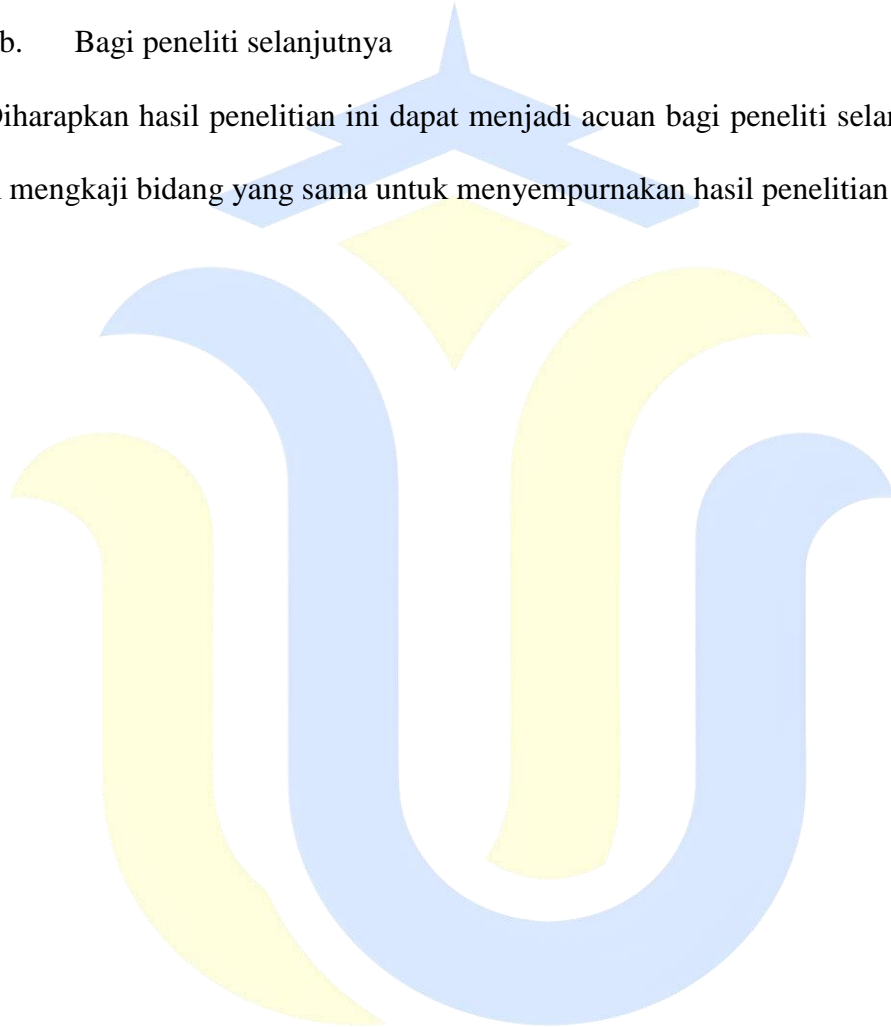 b. Bagi peneliti selanjutnya
Diharapkan hasil penelitian ini dapat menjadi acuan bagi peneliti
mengkaji bidang yang sama untuk menyempurnakan hasil penelitian